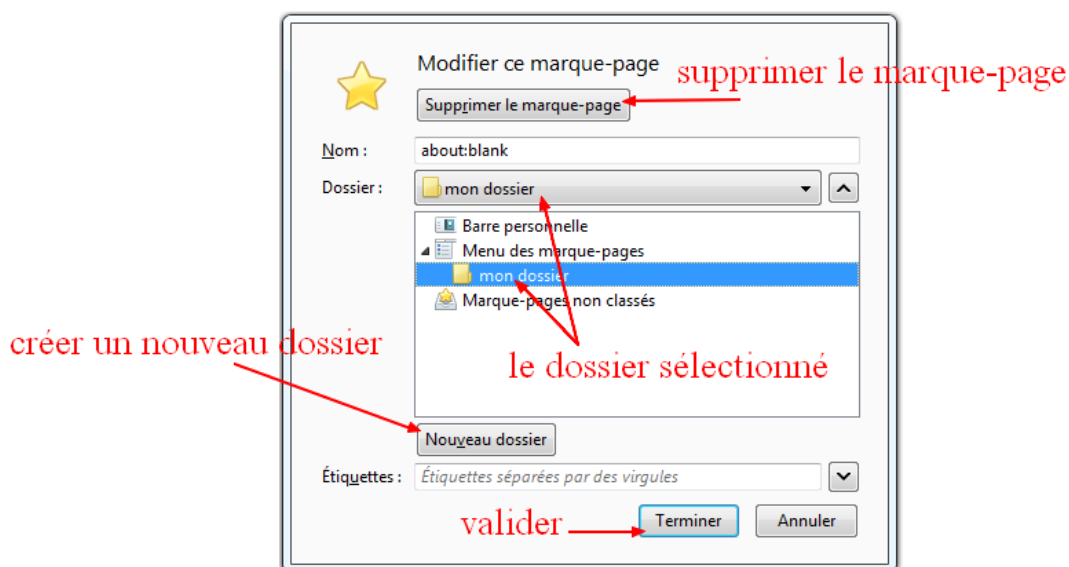 Modifier ce marque-page
supprimer le marque-page
Supprimer le marque-page
Nom :
about:blank
Dossier :
mon dossier
Barre personnelle
Menu des marque-pages
mon dossier
Marque-pages non classés
créer un nouveau dossier
le dossier sélectionné
Nouveau dossier
Étiquettes :
Étiquettes séparées par des virgules
valider
Terminer
Annuler